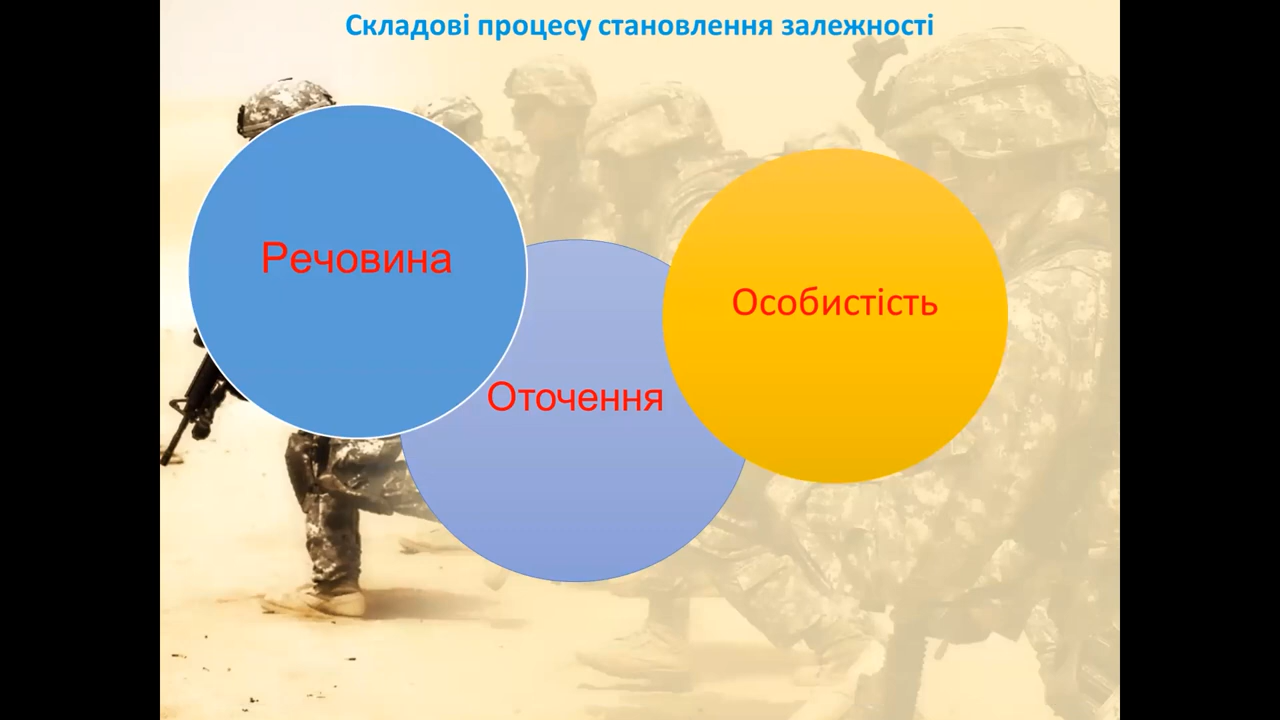 Складові процесу становлення залежності
Речовина
Особистість
Оточення